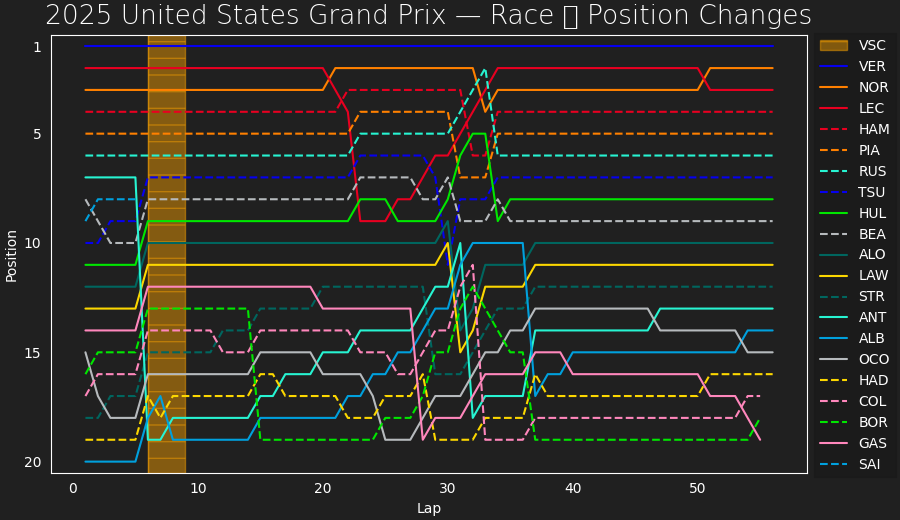 2025 United States Grand Prix — Race ▯ Position Changes
VSC
VER
NOR
LEC
HAM
PIA
RUS
TSU
HUL
BEA
ALO
LAW
STR
ANT
ALB
OCO
HAD
COL
BOR
GAS
SAI
Position
1
5
10
15
20
0 10 20 30 40 50
Lap